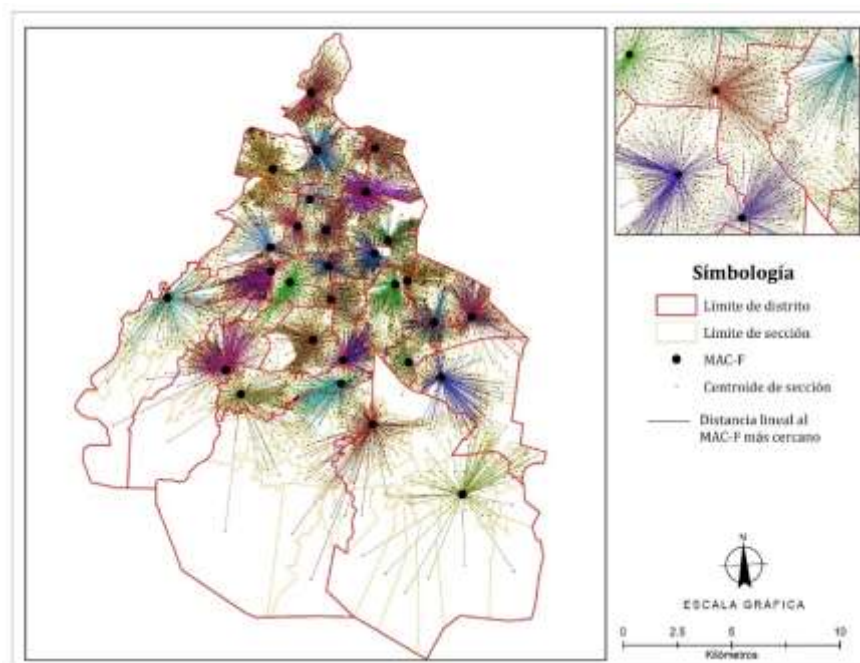 Símbología
Límite de distrito
Límite de sección
MAC-F
Centroide de sección
Distancia lineal al
MAC-F más cercano
N
ESCALA GRÁFICA
0 2.5 5 10
Kilómetros